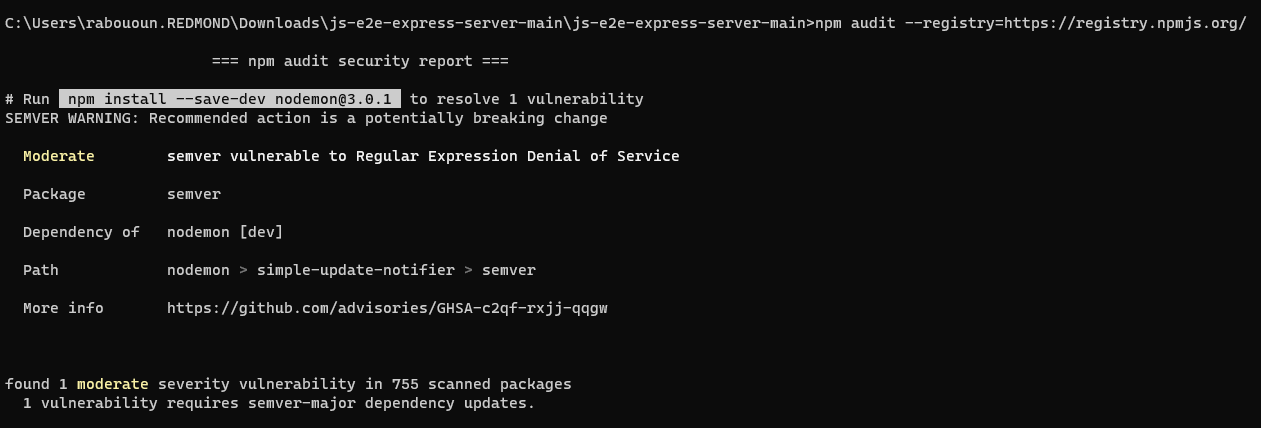 C:\Users\rabououn.REDMOND\Downloads\js-e2e-express-server-main\js-e2e-express-server-main>npm audit --registry=https://registry.npmjs.org/
=== npm audit security report ===
# Run  npm install --save-dev nodemon@3.0.1  to resolve 1 vulnerability
SEMVER WARNING: Recommended action is a potentially breaking change
Moderate semver vulnerable to Regular Expression Denial of Service
Package semver
Dependency of nodemon [dev]
Path nodemon > simple-update-notifier > semver
More info https://github.com/advisories/GHSA-c2qf-rxjj-qqgw
found 1 moderate severity vulnerability in 755 scanned packages
1 vulnerability requires semver-major dependency updates.